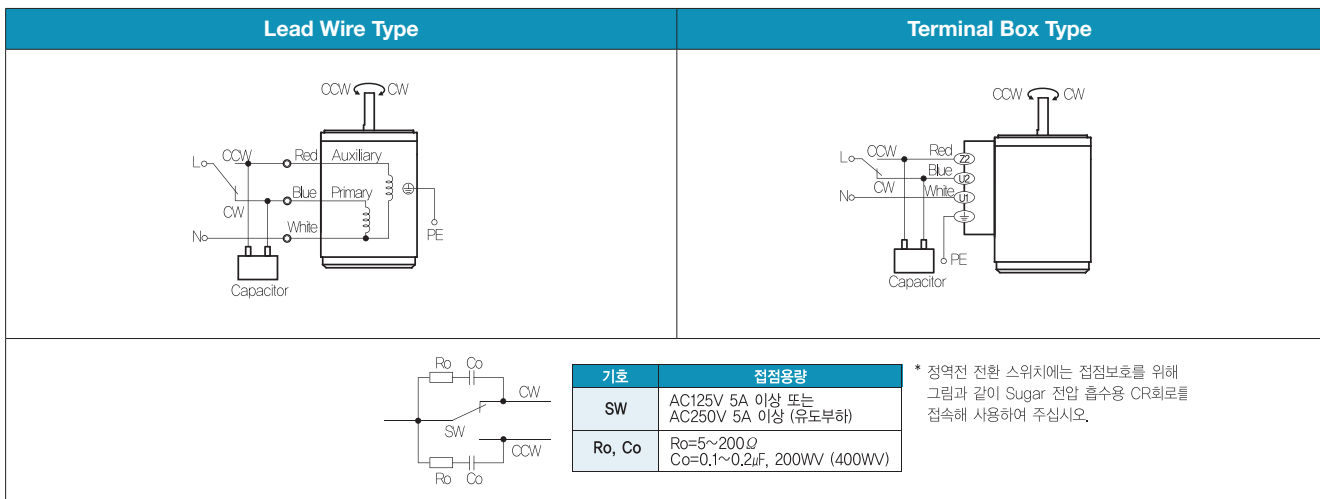 Lead Wire Type
Terminal Box Type
CCW CW
L
CCW
Red Auxiliary
Blue Primary
CW
White
N
PE
Capacitor
CCW CW
L
CCW
Red Z2
Blue U2
CW
White U1
N
PE
Capacitor
Ro Co
CW
SW
CCW
Ro Co
기호 접점용량
SW AC125V 5A 이상 또는
AC250V 5A 이상 (유도부하)
Ro, Co Ro=5~200Ω
Co=0.1~0.2μF, 200WV (400WV)
* 정역전 전환 스위치에는 접점보호를 위해
그림과 같이 Sugar 전압 흡수용 CR회로를
접속해 사용하여 주십시오.